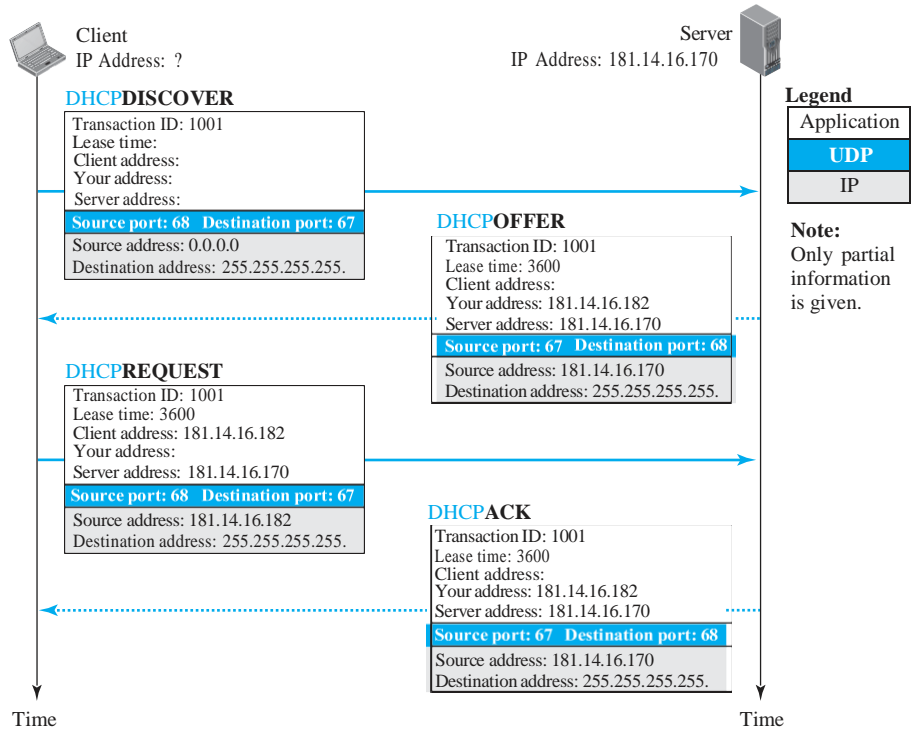 Client
IP Address: ?
Server
IP Address: 181.14.16.170
DHCPDISCOVER
Transaction ID: 1001
Lease time:
Client address:
Your address:
Server address:
Source port: 68 Destination port: 67
Source address: 0.0.0.0
Destination address: 255.255.255.255.
Legend
Application
UDP
IP
Note:
Only partial
information
is given.
DHCPOFFER
Transaction ID: 1001
Lease time: 3600
Client address:
Your address: 181.14.16.182
Server address: 181.14.16.170
Source port: 67 Destination port: 68
Source address: 181.14.16.170
Destination address: 255.255.255.255.
DHCPREQUEST
Transaction ID: 1001
Lease time: 3600
Client address: 181.14.16.182
Your address:
Server address: 181.14.16.170
Source port: 68 Destination port: 67
Source address: 181.14.16.182
Destination address: 255.255.255.255.
DHCPACK
Transaction ID: 1001
Lease time: 3600
Client address:
Your address: 181.14.16.182
Server address: 181.14.16.170
Source port: 67 Destination port: 68
Source address: 181.14.16.170
Destination address: 255.255.255.255.
Time
Time